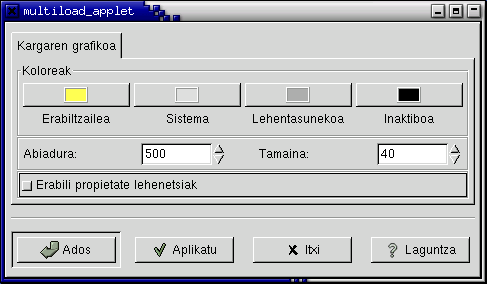 multiload_applet
Kargaren grafikoa
Koloreak
Erabiltzailea Sistema Lehentasunekoa Inaktiboa
Abiadura: 500 Tamaina: 40
Erabili propietate lehenetsiak
Ados Aplikatu Itxi Laguntza